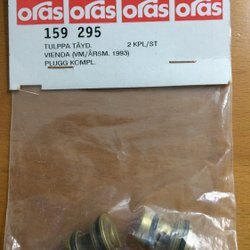 oras oras oras oras
159 295
TULPPA TÄYD. 2 KPL/ST
VIENDA (VM/ÅRSM. 1993)
PLUGG KOMPL.